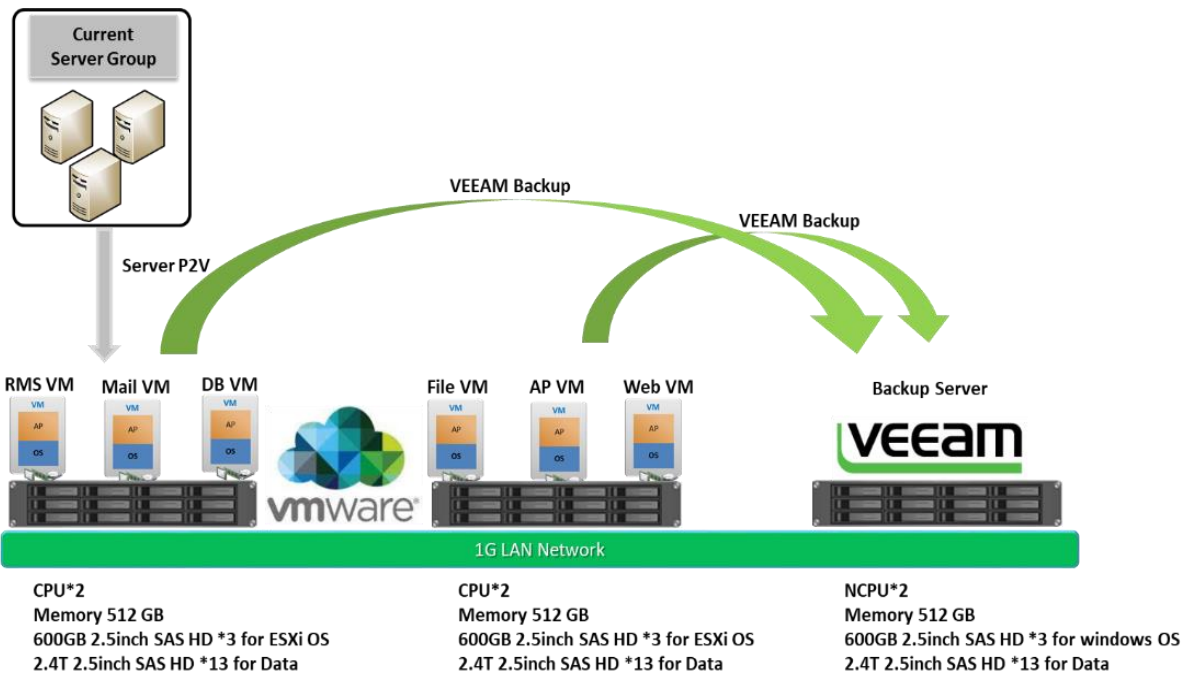 Current
Server Group
VEEAM Backup
VEEAM Backup
Server P2V
RMS VM
Mail VM
DB VM
File VM
AP VM
Web VM
Backup Server
VM
AP
OS
VM
AP
OS
VM
AP
OS
vmware®
VM
AP
OS
VM
AP
OS
VM
AP
OS
veeam
1G LAN Network
CPU*2
Memory 512 GB
600GB 2.5inch SAS HD *3 for ESXi OS
2.4T 2.5inch SAS HD *13 for Data
CPU*2
Memory 512 GB
600GB 2.5inch SAS HD *3 for ESXi OS
2.4T 2.5inch SAS HD *13 for Data
NCPU*2
Memory 512 GB
600GB 2.5inch SAS HD *3 for windows OS
2.4T 2.5inch SAS HD *13 for Data